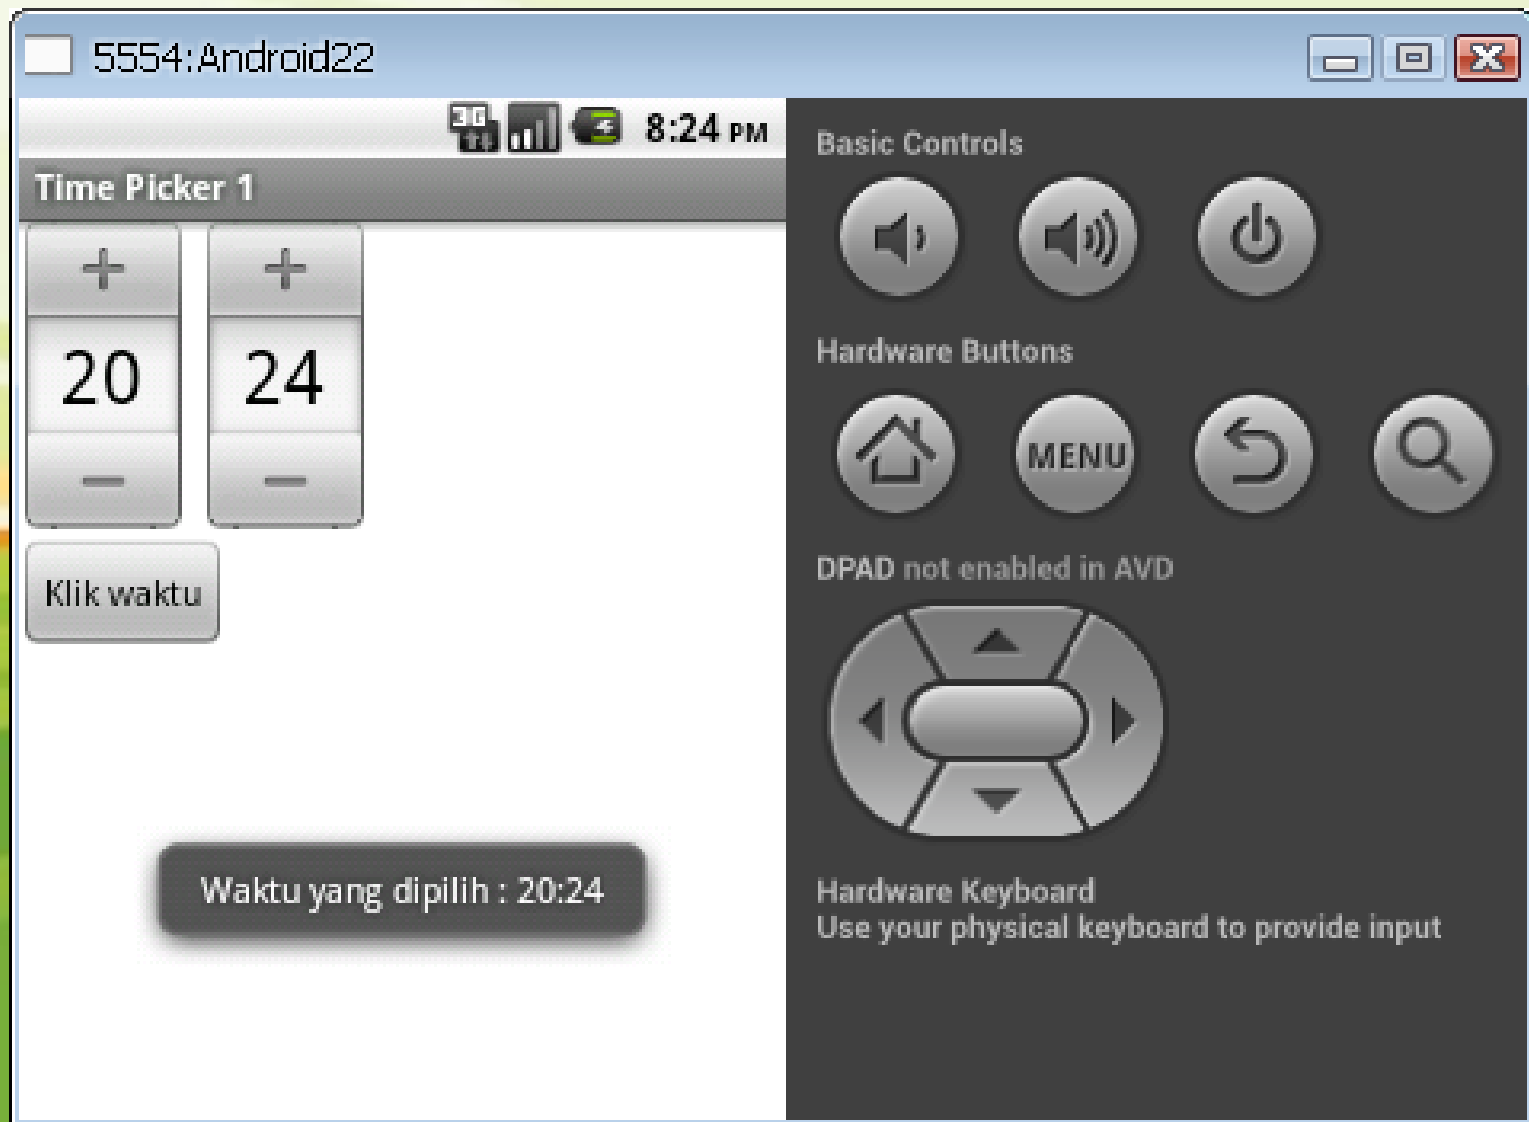 5554:Android22
3G
8:24 PM
Time Picker 1
+
+
20
24
−
−
Klik waktu
Waktu yang dipilih : 20:24
Basic Controls
Hardware Buttons
MENU
DPAD not enabled in AVD
Hardware Keyboard
Use your physical keyboard to provide input